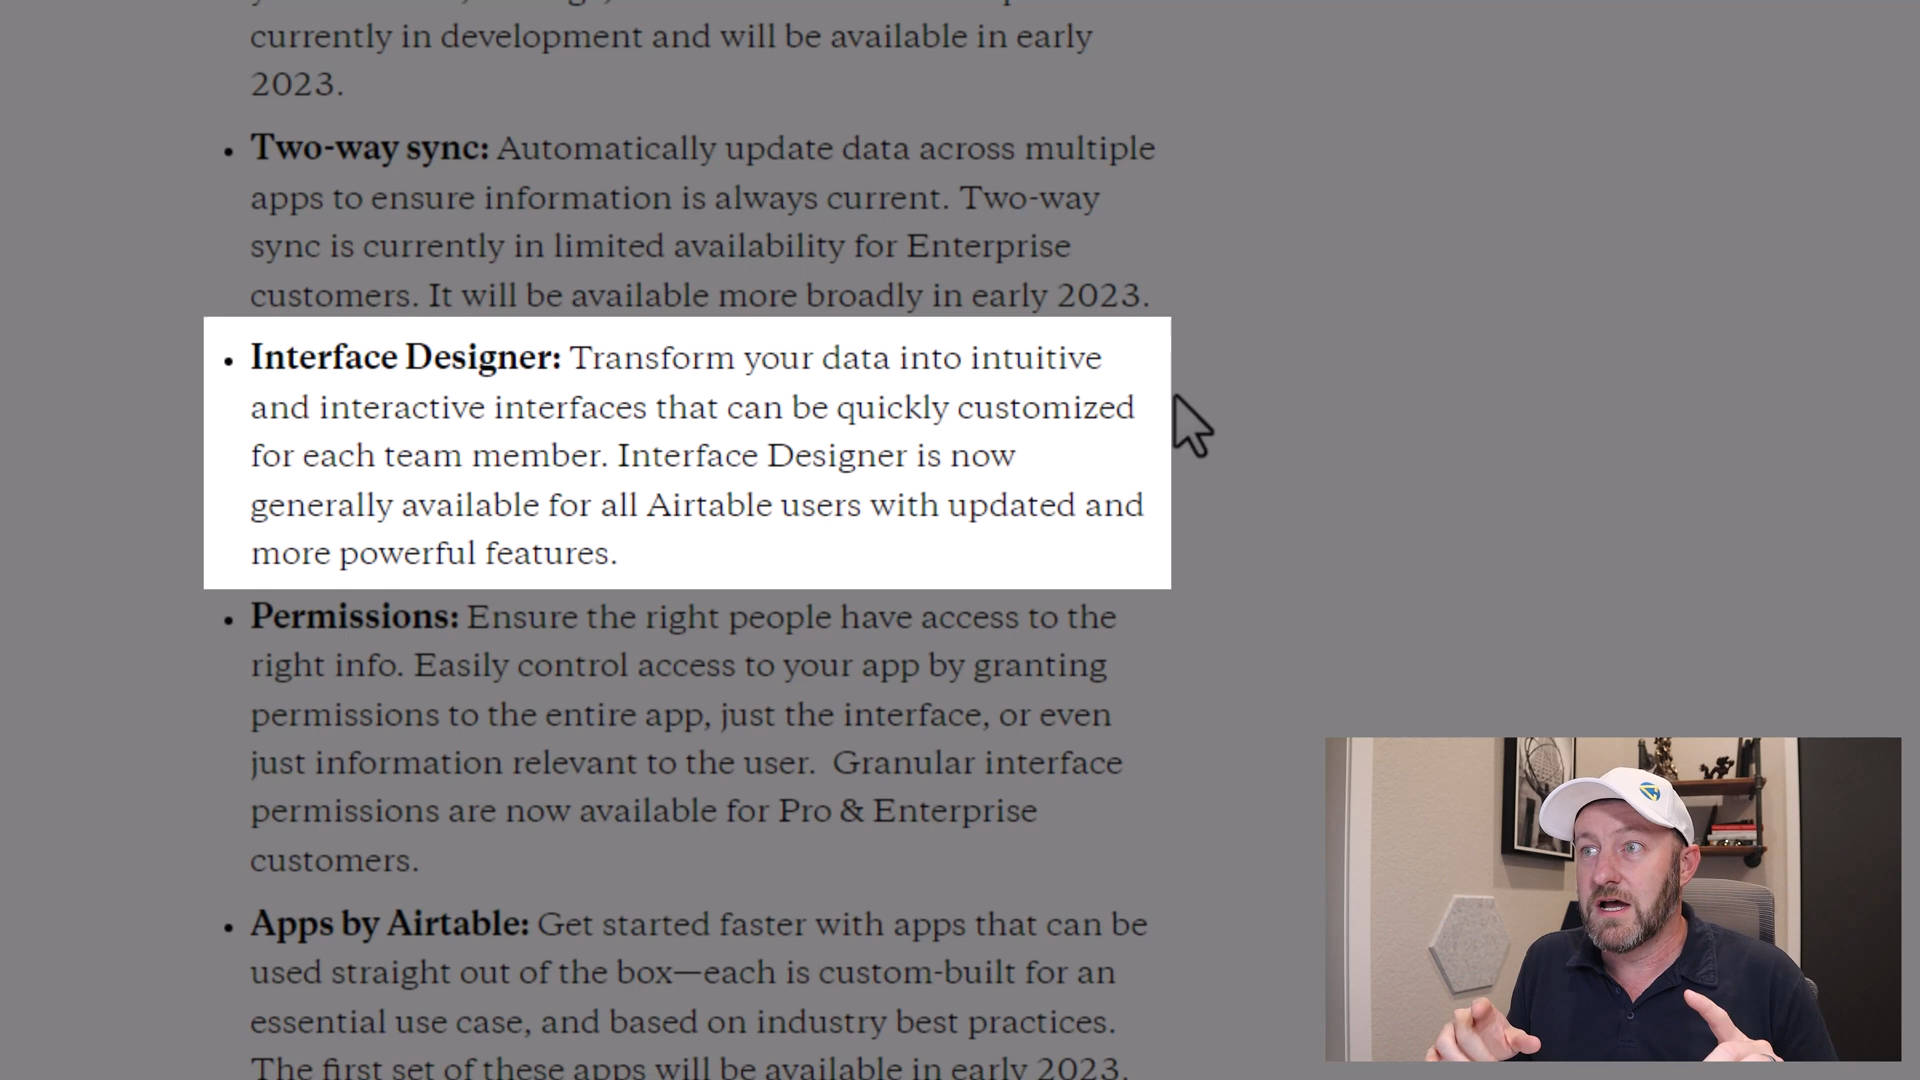 currently in development and will be available in early
2023.
• Two-way sync: Automatically update data across multiple
apps to ensure information is always current. Two-way
sync is currently in limited availability for Enterprise
customers. It will be available more broadly in early 2023.
• Interface Designer: Transform your data into intuitive
and interactive interfaces that can be quickly customized
for each team member. Interface Designer is now
generally available for all Airtable users with updated and
more powerful features.
• Permissions: Ensure the right people have access to the
right info. Easily control access to your app by granting
permissions to the entire app, just the interface, or even
just information relevant to the user.  Granular interface
permissions are now available for Pro & Enterprise
customers.
• Apps by Airtable: Get started faster with apps that can be
used straight out of the box—each is custom-built for an
essential use case, and based on industry best practices.
The first set of these apps will be available in early 2023.